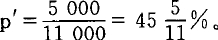 p′ = 5 000/11 000 = 45 5/11 %。